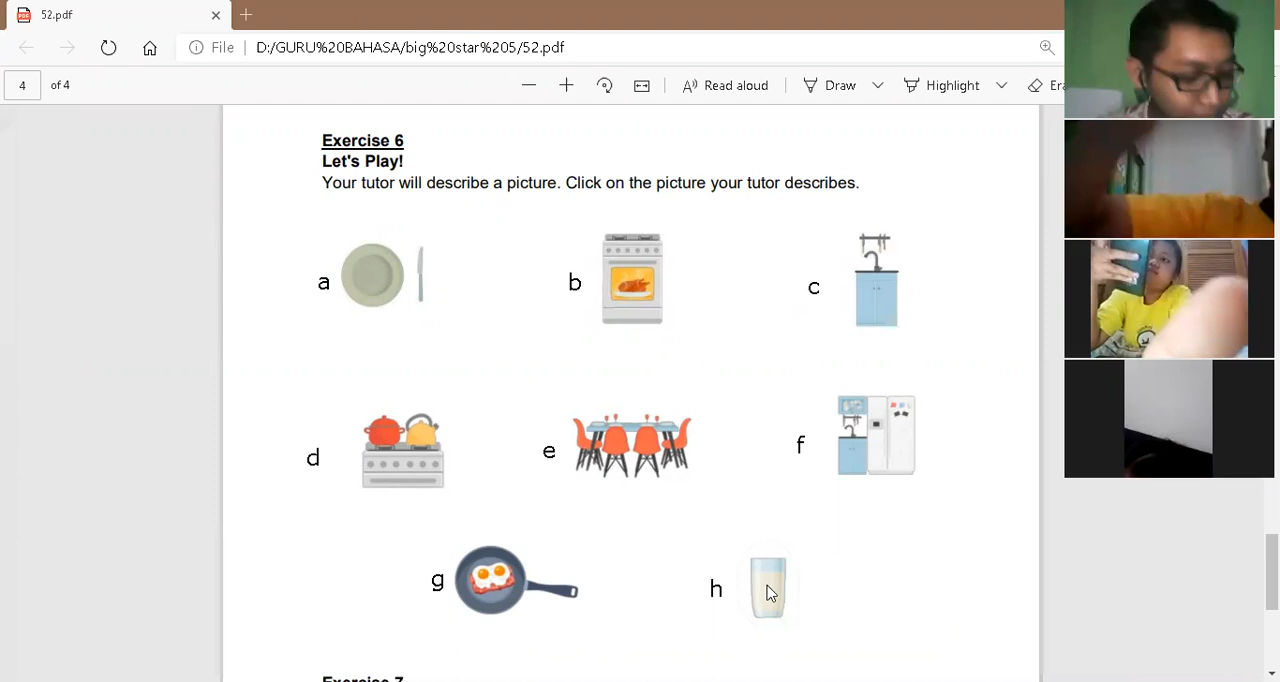 52.pdf
File D:/GURU%20BAHASA/big%20star%205/52.pdf
4 of 4 Read aloud Draw Highlight
Exercise 6
Let's Play!
Your tutor will describe a picture. Click on the picture your tutor describes.
a b c
d e f
g h